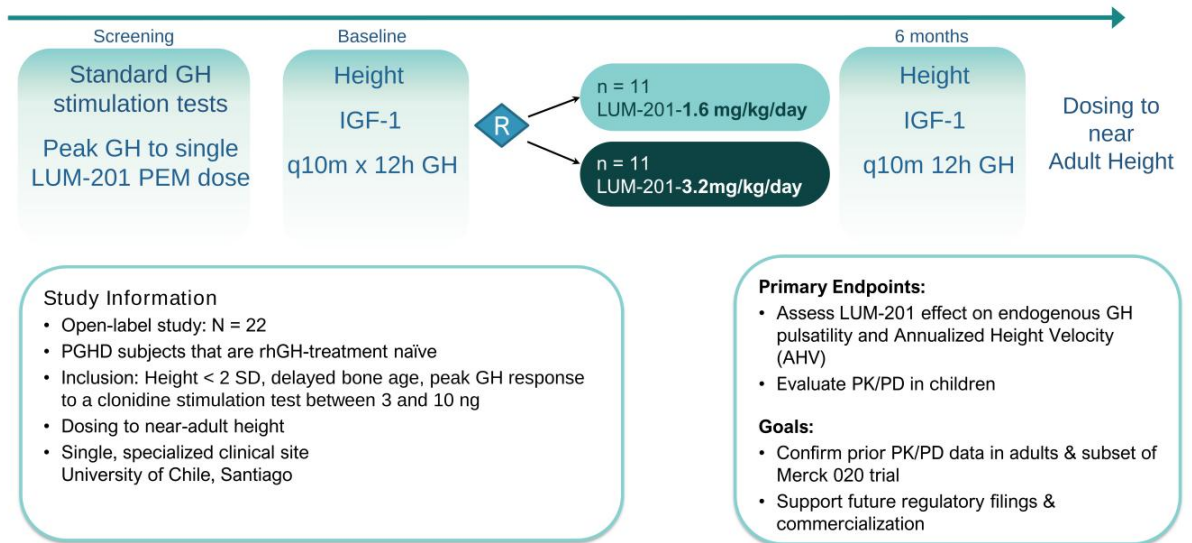 Screening
Standard GH
stimulation tests
Peak GH to single
LUM-201 PEM dose
Baseline
Height
IGF-1
q10m x 12h GH
R
n = 11
LUM-201-1.6 mg/kg/day
n = 11
LUM-201-3.2mg/kg/day
6 months
Height
IGF-1
q10m 12h GH
Dosing to
near
Adult Height
Study Information
• Open-label study: N = 22
• PGHD subjects that are rhGH-treatment naïve
• Inclusion: Height < 2 SD, delayed bone age, peak GH response
to a clonidine stimulation test between 3 and 10 ng
• Dosing to near-adult height
• Single, specialized clinical site
University of Chile, Santiago
Primary Endpoints:
• Assess LUM-201 effect on endogenous GH
pulsatility and Annualized Height Velocity
(AHV)
• Evaluate PK/PD in children
Goals:
• Confirm prior PK/PD data in adults & subset of
Merck 020 trial
• Support future regulatory filings &
commercialization